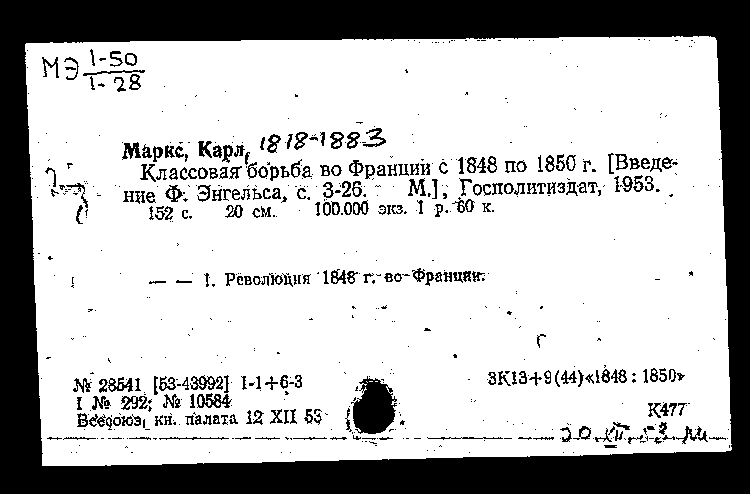 МЭ 1-50
1-28
Маркс, Карл, 1818-1883
Классовая борьба во Франции с 1848 по 1850 г. [Введе-
ние Ф. Энгельса, с. 3-26. М.], Госполитиздат, 1953.
152 с. 20 см. 100.000 экз. 1 р. 60 к.
— — 1. Революция 1848 г. во Франции.
№ 28541 [53-43992] 1-1+6-3
3К13+9(44)«1848 : 1850»
1 № 292; № 10584
Всесоюз. кн. палата 12 XII 53
К477
20.XII.53